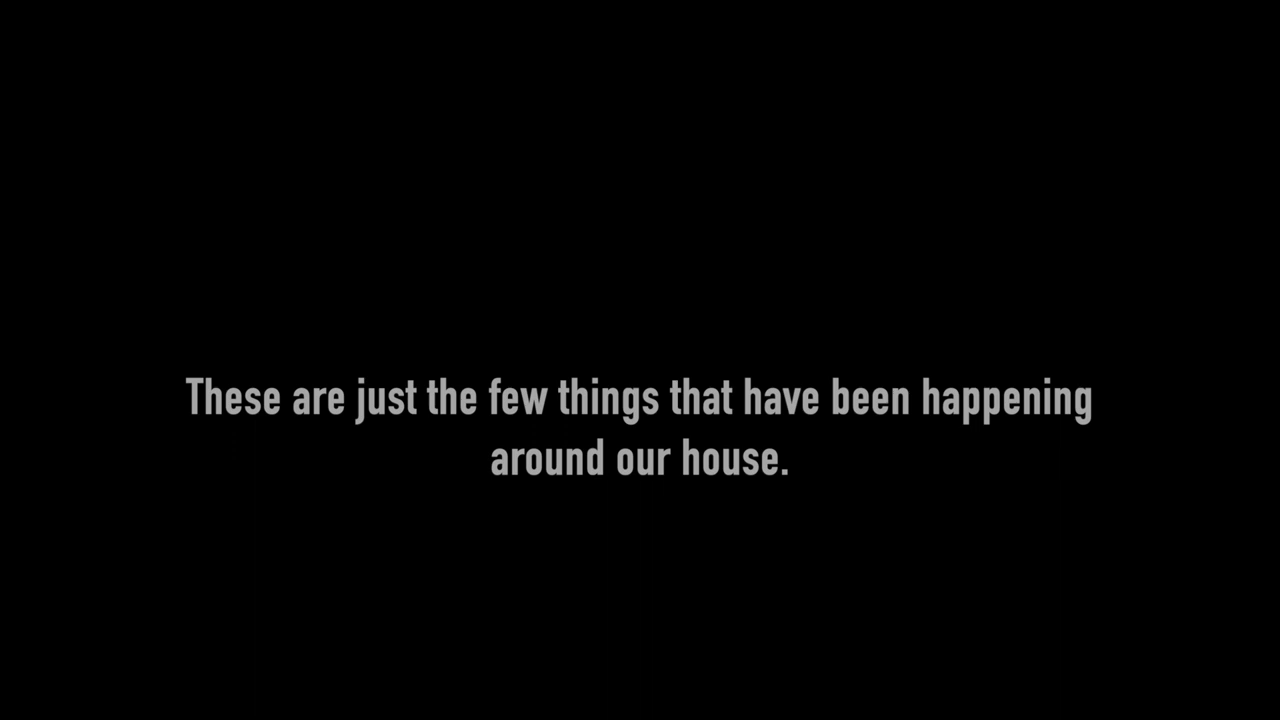 These are just the few things that have been happening
around our house.